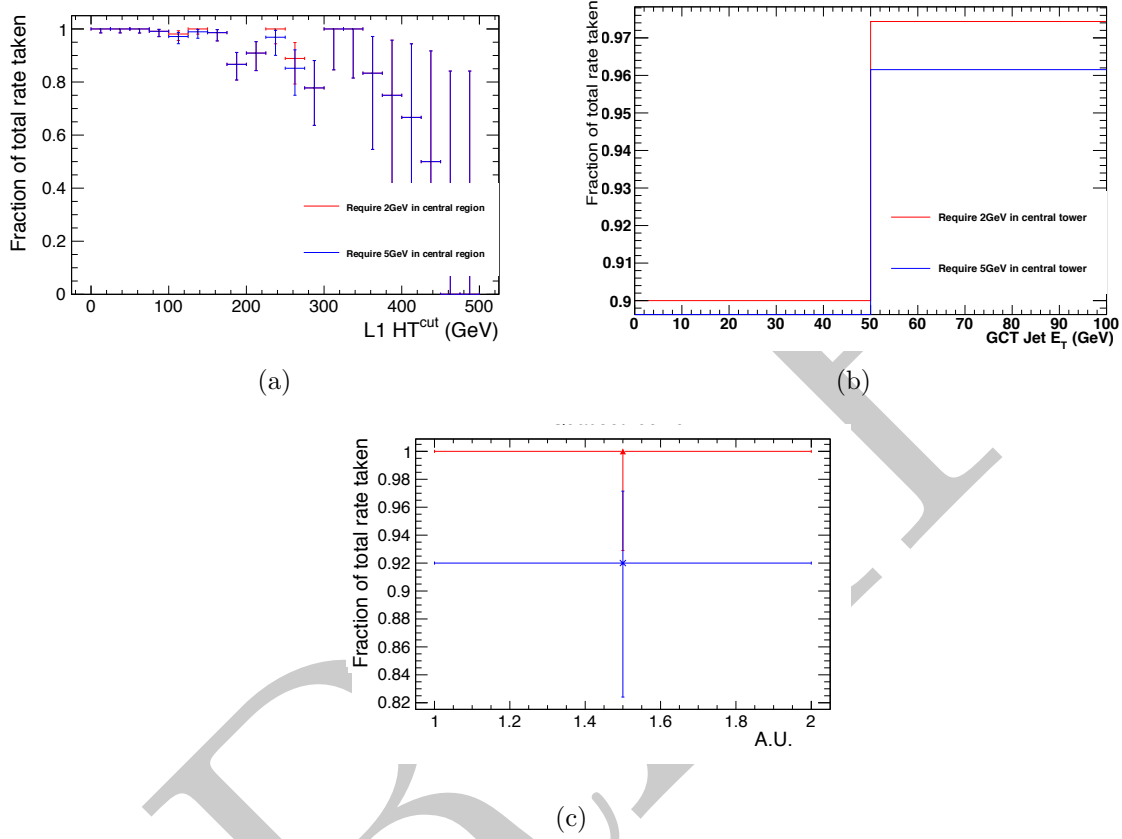 Fraction of total rate taken
1
0.8
0.6
0.4
0.2
0
Require 2GeV in central region
Require 5GeV in central region
0 100 200 300 400 500
L1 HT^cut (GeV)
(a)
Fraction of total rate taken
0.97
0.96
0.95
0.94
0.93
0.92
0.91
0.9
Require 2GeV in central tower
Require 5GeV in central tower
0 10 20 30 40 50 60 70 80 90 100
GCT Jet E_T (GeV)
(b)
Fraction of total rate taken
1
0.98
0.96
0.94
0.92
0.9
0.88
0.86
0.84
0.82
1 1.2 1.4 1.6 1.8 2
A.U.
(c)